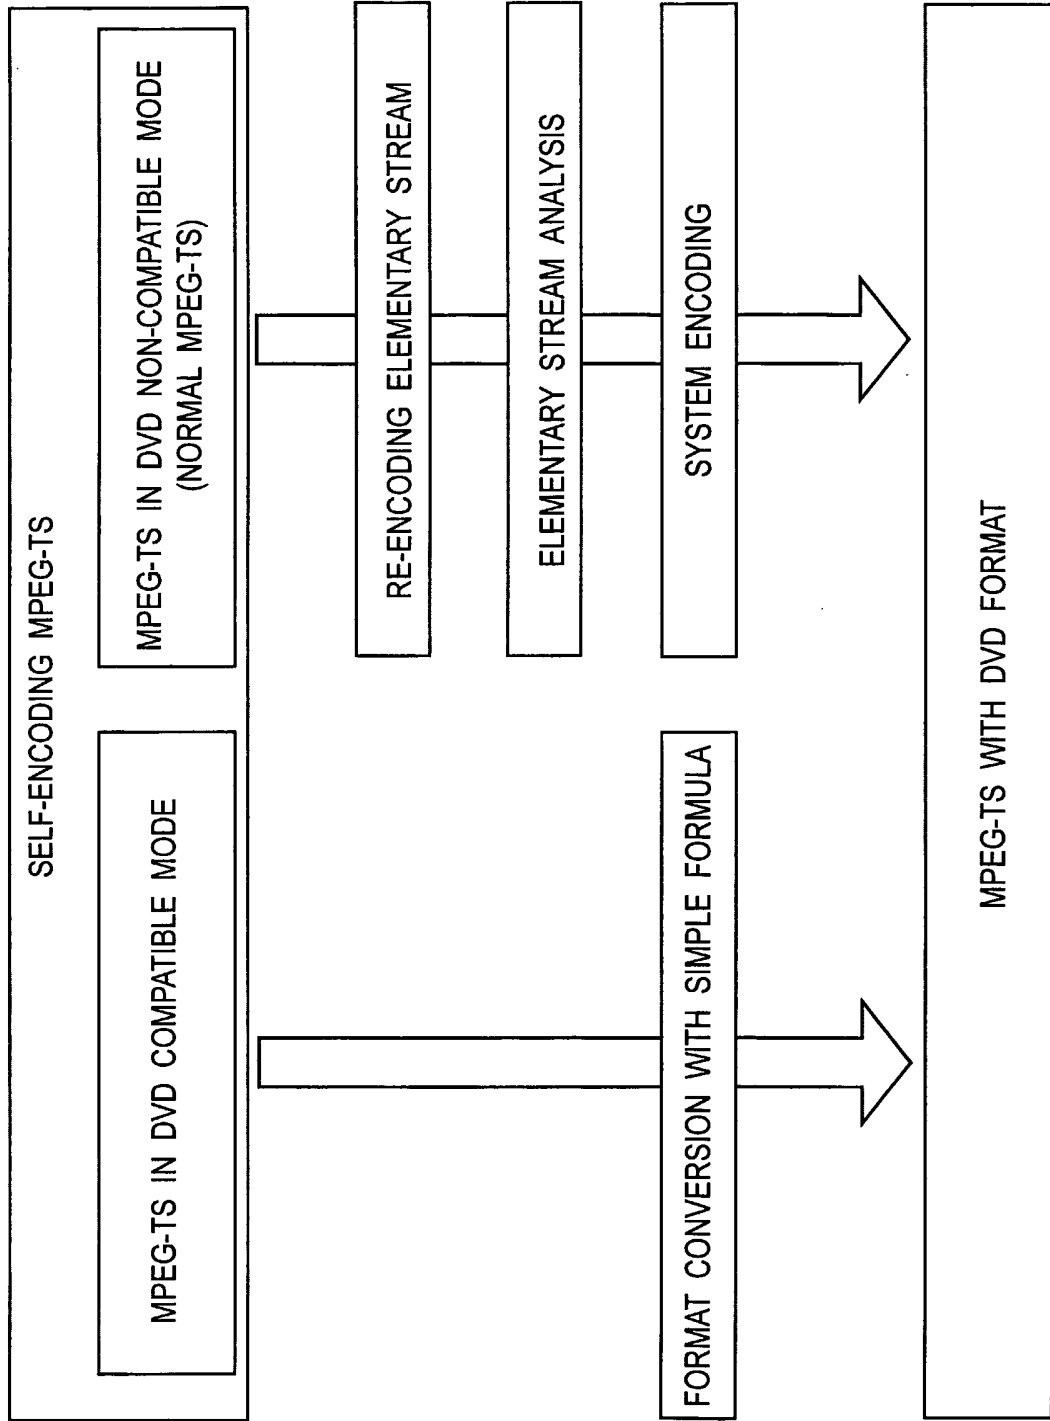 SELF-ENCODING MPEG-TS
MPEG-TS IN DVD COMPATIBLE MODE
MPEG-TS IN DVD NON-COMPATIBLE MODE
(NORMAL MPEG-TS)
RE-ENCODING ELEMENTARY STREAM
ELEMENTARY STREAM ANALYSIS
FORMAT CONVERSION WITH SIMPLE FORMULA
SYSTEM ENCODING
MPEG-TS WITH DVD FORMAT